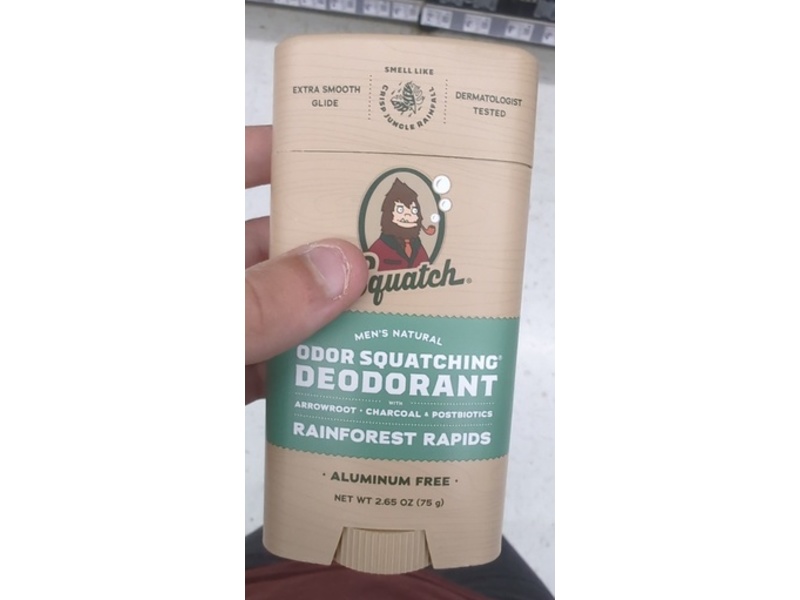 SMELL LIKE
CRISP JUNGLE RAINFALL
EXTRA SMOOTH
GLIDE
DERMATOLOGIST
TESTED
Squatch®
MEN'S NATURAL
ODOR SQUATCHING®
DEODORANT
WITH
ARROWROOT • CHARCOAL & POSTBIOTICS
RAINFOREST RAPIDS
• ALUMINUM FREE •
NET WT 2.65 OZ (75 g)